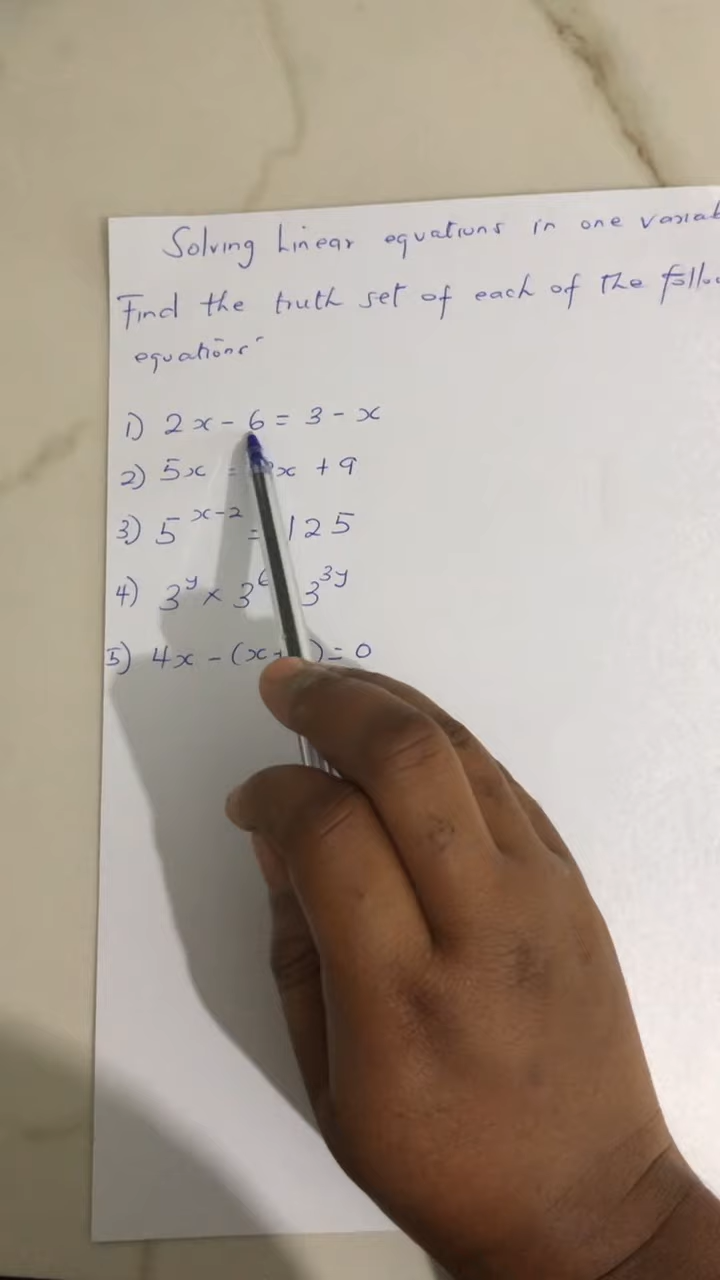 Solving Linear equations in one
Find the truth set of each of the
equations
1) 2x - 6 = 3 - x
2) 5x = x + 9
3) 5^x-2 = 125
4) 3^y × 3^6 3^3y
5) 4x - (x+ ) = 0